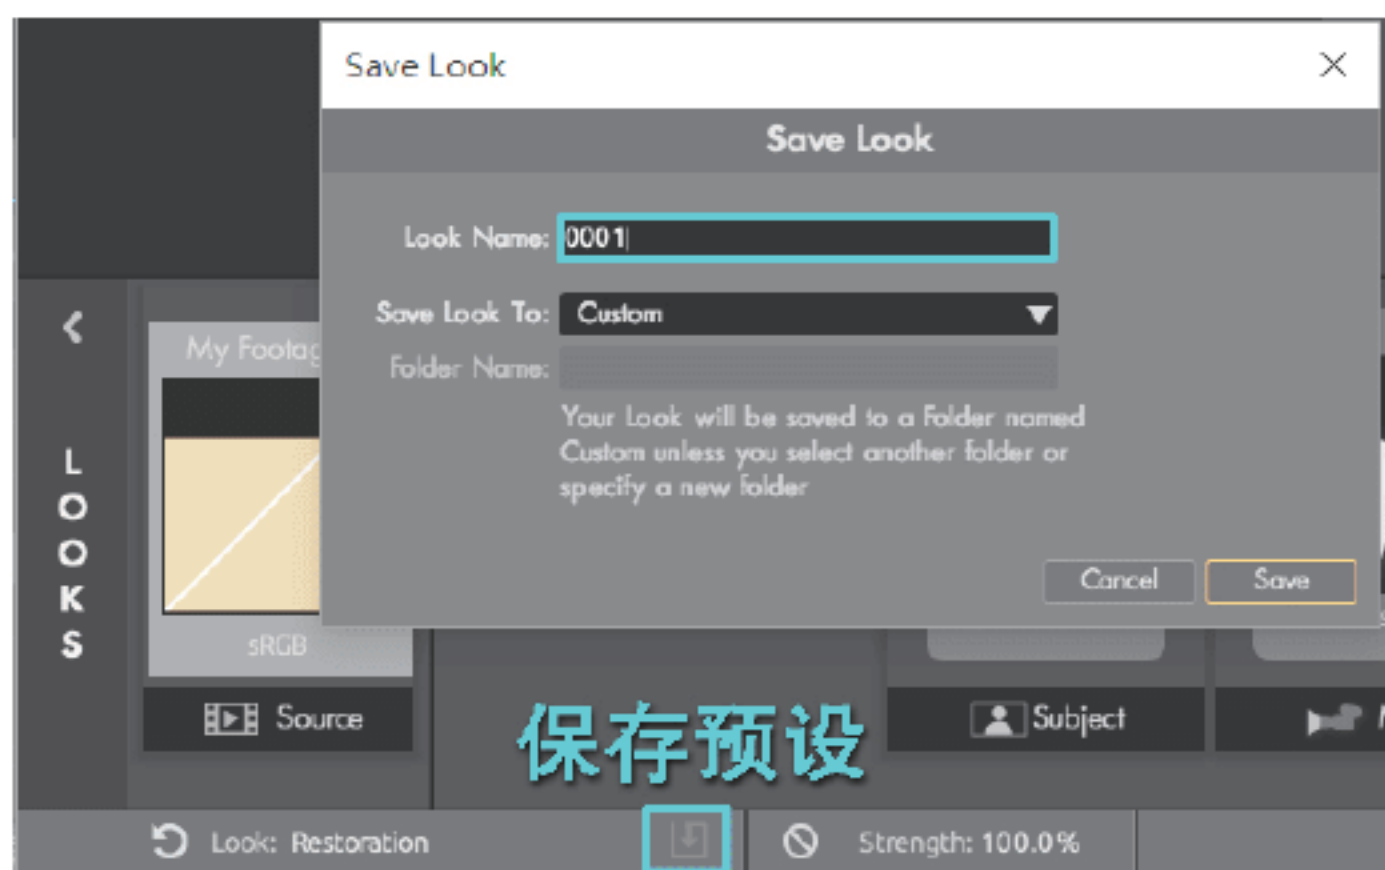 Save Look
Save Look
Look Name: 0001
Save Look To: Custom
Folder Name:
Your Look will be saved to a Folder named
Custom unless you select another folder or
specify a new folder
Cancel
Save
My Footag
LOOKS
sRGB
Source
保存预设
Subject
Look: Restoration
Strength: 100.0%